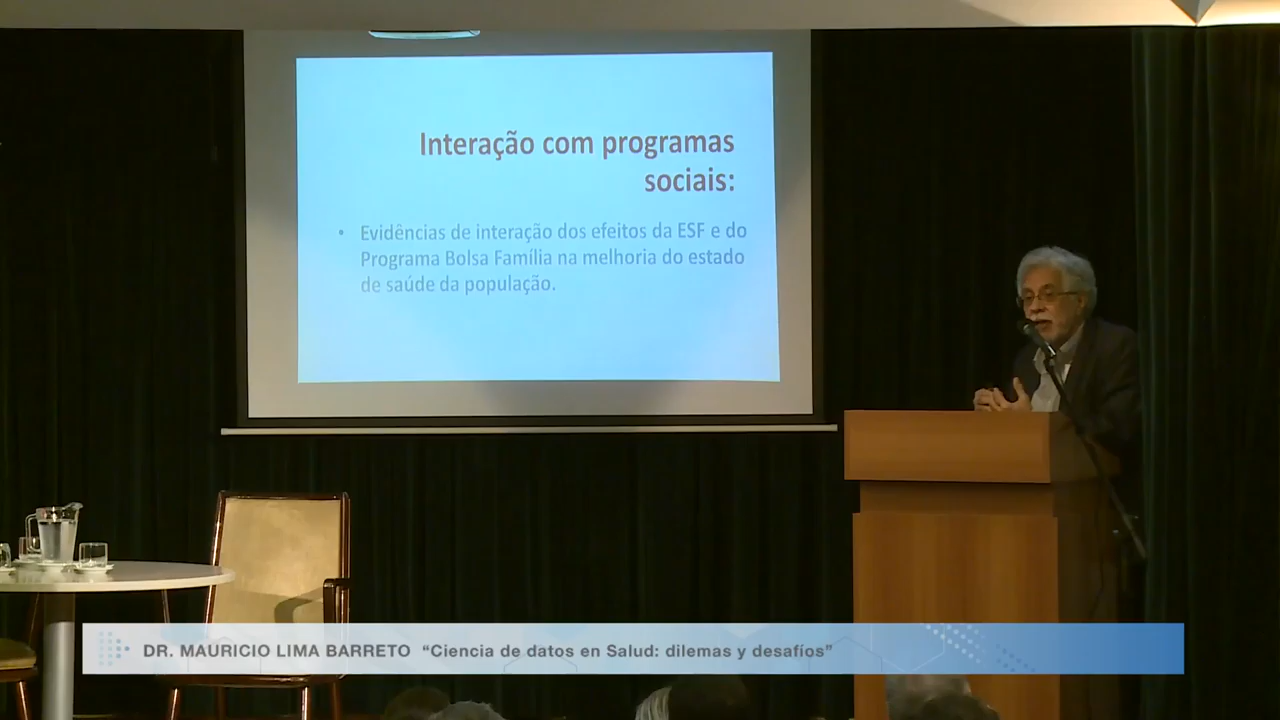 Interação com programas
sociais:
• Evidências de interação dos efeitos da ESF e do
Programa Bolsa Família na melhoria do estado
de saúde da população.
DR. MAURICIO LIMA BARRETO “Ciencia de datos en Salud: dilemas y desafíos”